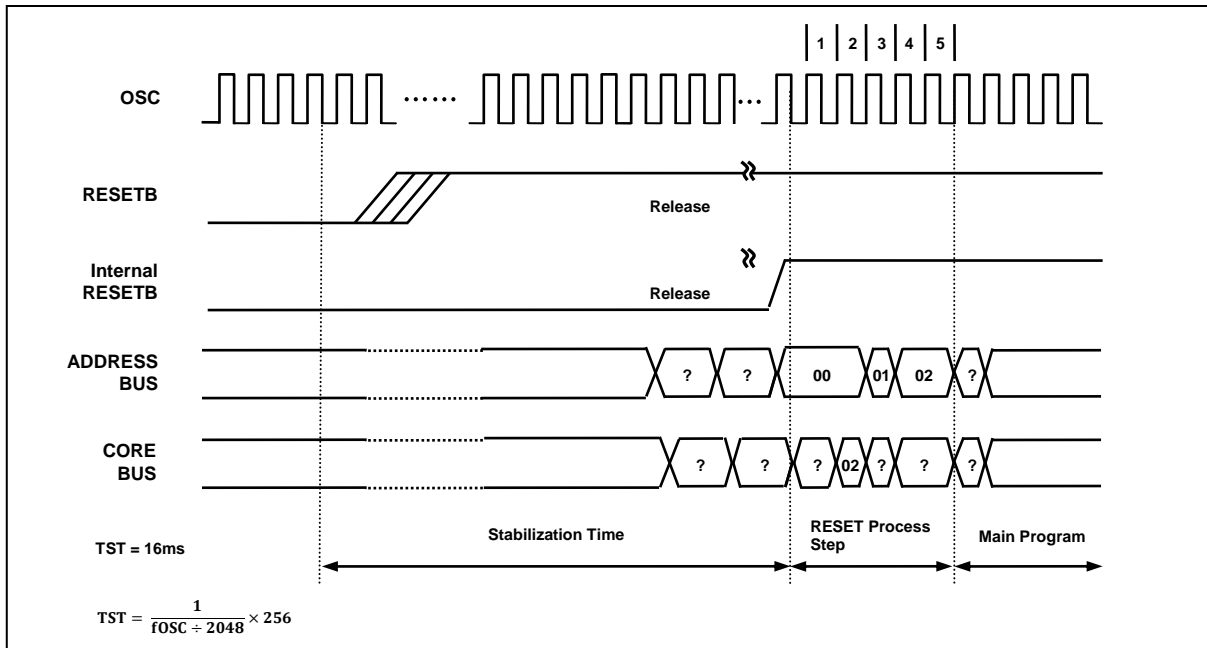 1 2 3 4 5
OSC
...... ...
RESETB
Release
Internal
RESETB
Release
ADDRESS
BUS
? ? 00 01 02 ?
CORE
BUS
? ? ? 02 ? ? ?
TST = 16ms
Stabilization Time
RESET Process
Step
Main Program
TST = 1 / fOSC ÷ 2048 × 256